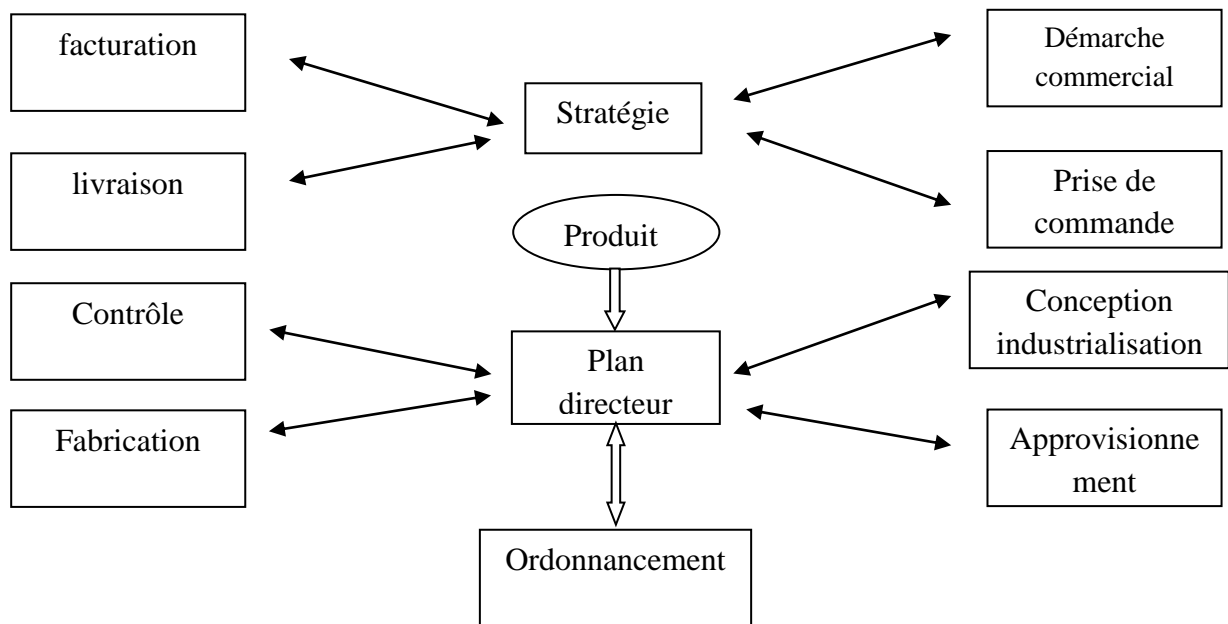 facturation
Démarche
commercial
Stratégie
livraison
Prise de
commande
Produit
Contrôle
Conception
industrialisation
Plan
directeur
Fabrication
Approvisionne
ment
Ordonnancement